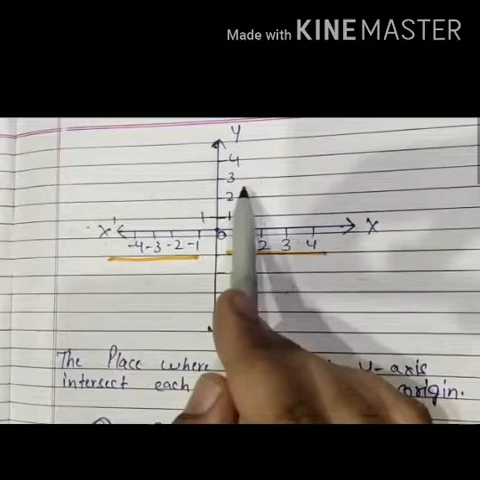 Made with KINEMASTER
Y
4
3
2
1
X' -4 -3 -2 -1 0 2 3 4 X
The Place where y-axis
intersect each origin.